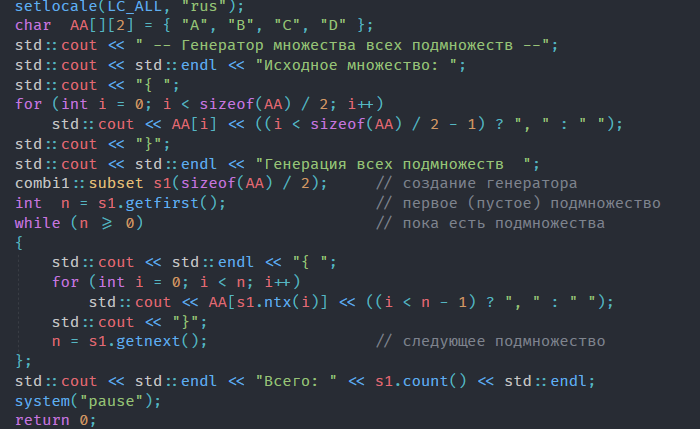 setlocale(LC_ALL, "rus");
char  AA[][2] = { "A", "B", "C", "D" };
std::cout << " -- Генератор множества всех подмножеств --";
std::cout << std::endl << "Исходное множество: ";
std::cout << "{ ";
for (int i = 0; i < sizeof(AA) / 2; i++)
    std::cout << AA[i] << ((i < sizeof(AA) / 2 - 1) ? ", " : " ");
std::cout << "}";
std::cout << std::endl << "Генерация всех подмножеств  ";
combi1::subset s1(sizeof(AA) / 2);     // создание генератора
int  n = s1.getfirst();                // первое (пустое) подмножество
while (n >= 0)                         // пока есть подмножества
{
    std::cout << std::endl << "{ ";
    for (int i = 0; i < n; i++)
        std::cout << AA[s1.ntx(i)] << ((i < n - 1) ? ", " : " ");
    std::cout << "}";
    n = s1.getnext();                  // следующее подмножество
};
std::cout << std::endl << "Всего: " << s1.count() << std::endl;
system("pause");
return 0;